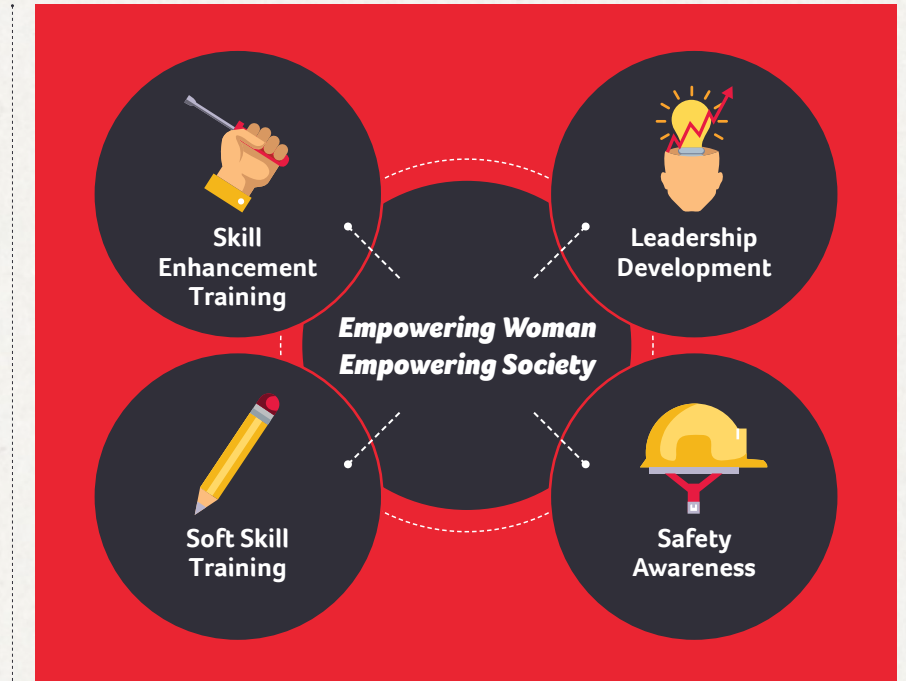 Skill
Enhancement
Training
Leadership
Development
Empowering Woman
Empowering Society
Soft Skill
Training
Safety
Awareness